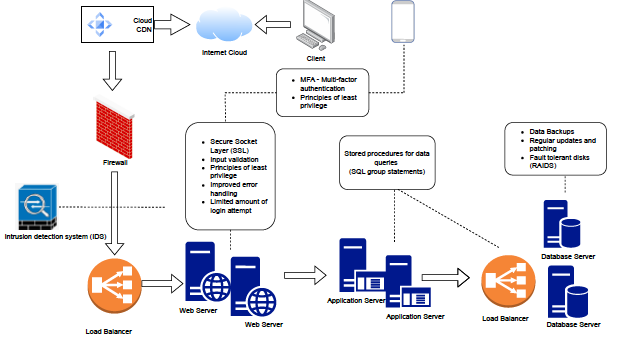 Cloud
CDN
Internet Cloud
Client
MFA - Multi-factor
authentication
Principles of least
privilege
Firewall
Secure Socket
Layer (SSL)
Input validation
Principles of least
privilege
Improved error
handling
Limited amount of
login attempt
Stored procedures for data
queries
(SQL group statements)
Data Backups
Regular updates and
patching
Fault tolerant disks
(RAIDS)
Intrusion detection system (IDS)
Load Balancer
Web Server
Web Server
Application Server
Application Server
Load Balancer
Database Server
Database Server